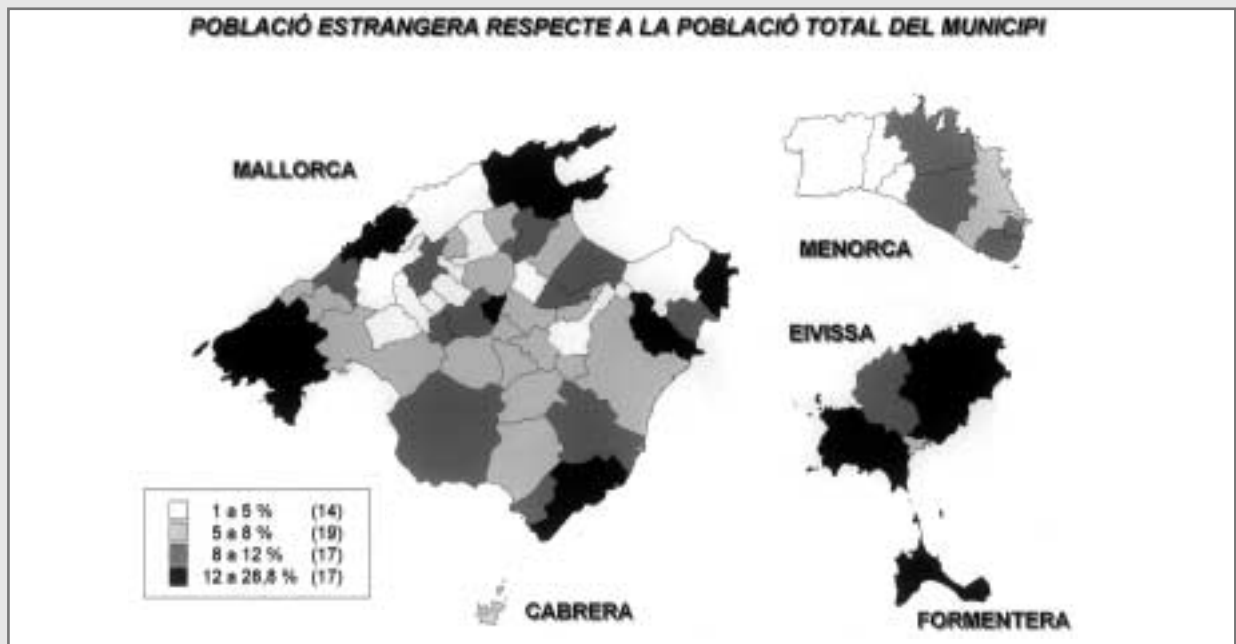 POBLACIÓ ESTRANGERA RESPECTE A LA POBLACIÓ TOTAL DEL MUNICIPI
MALLORCA
MENORCA
EIVISSA
1 a 5 % (14)
5 a 8 % (19)
8 a 12 % (17)
12 a 28,8 % (17)
CABRERA
FORMENTERA